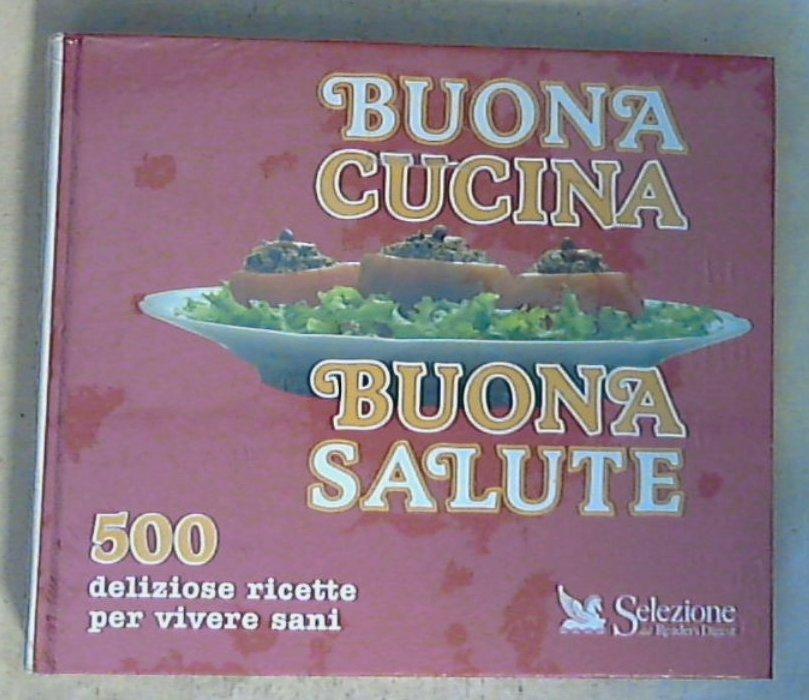 BUONA
CUCINA
BUONA
SALUTE
500
deliziose ricette
per vivere sani
Selezione
dal Reader's Digest